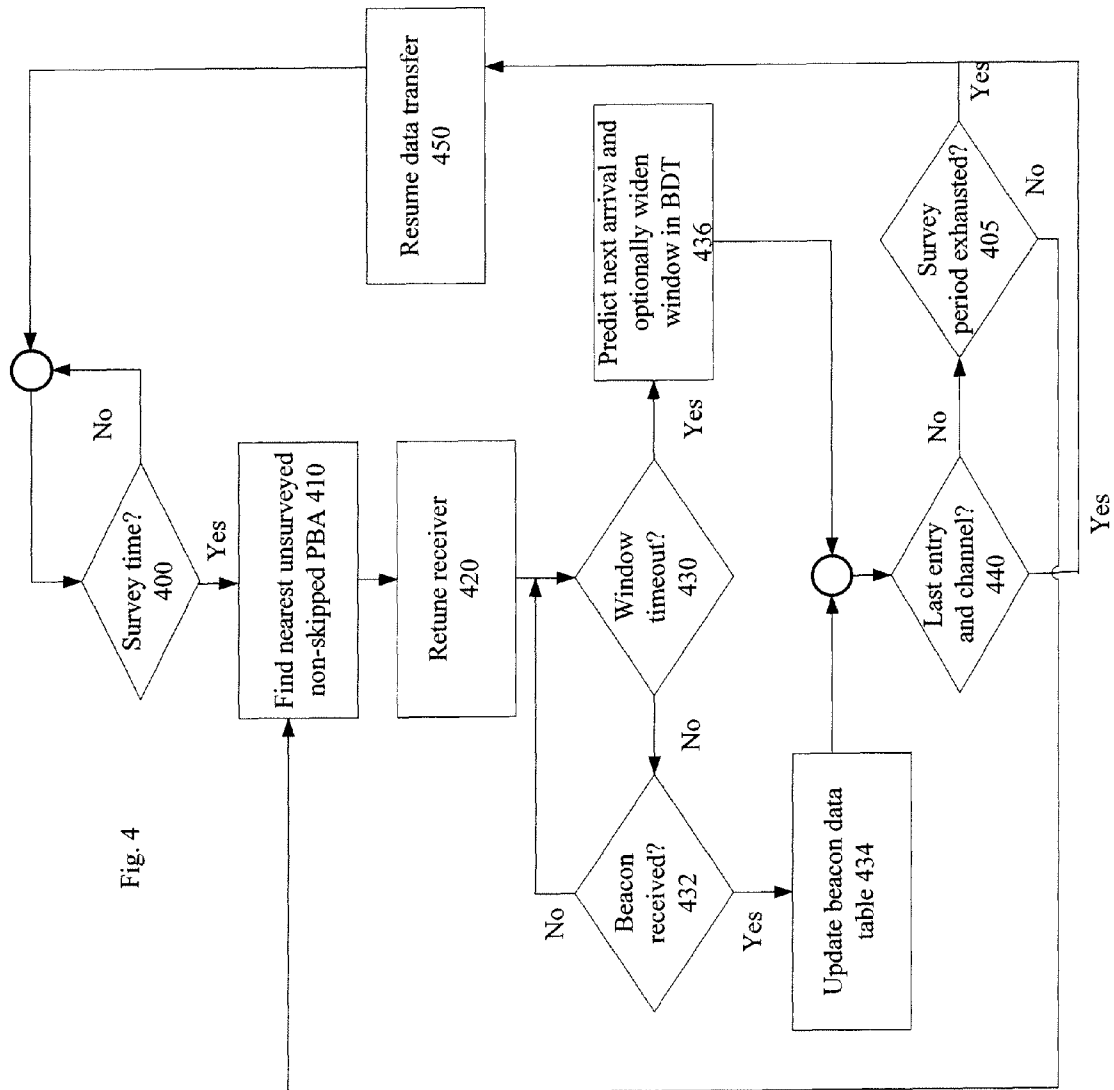 Fig. 4
Survey time?
400
No
Yes
Find nearest unsurveyed
non-skipped PBA 410
Retune receiver
420
Window
timeout?
430
No
Yes
Beacon
received?
432
No
Yes
Update beacon data
table 434
Predict next arrival and
optionally widen
window in BDT
436
Last entry
and channel?
440
No
Yes
Survey
period exhausted?
405
Yes
No
Resume data transfer
450